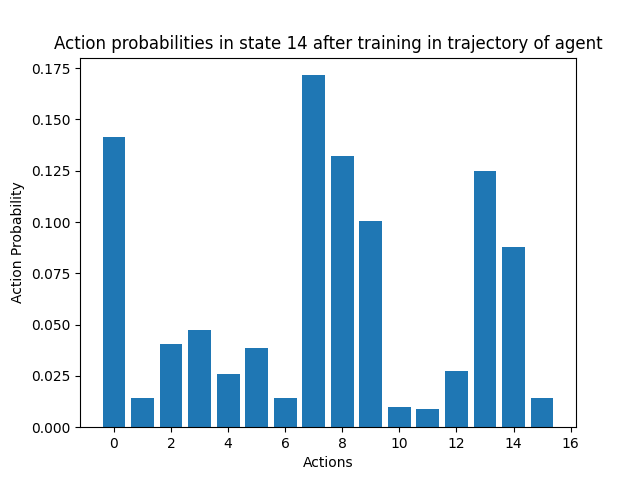 Action probabilities in state 14 after training in trajectory of agent
0.175
0.150
0.125
0.100
0.075
0.050
0.025
0.000
Action Probability
0 2 4 6 8 10 12 14 16
Actions